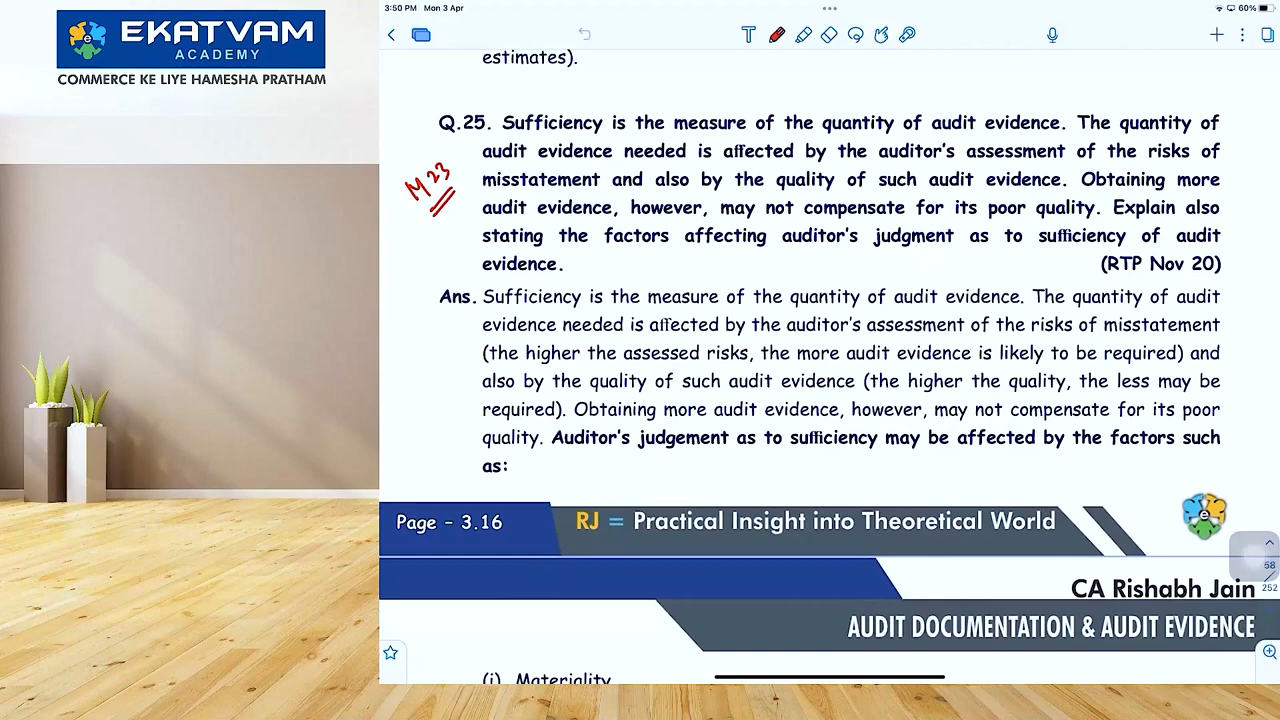 EKATVAM
ACADEMY
COMMERCE KE LIYE HAMESHA PRATHAM
3:50 PM Mon 3 Apr
60%
estimates).
Q.25. Sufficiency is the measure of the quantity of audit evidence. The quantity of
audit evidence needed is affected by the auditor's assessment of the risks of
misstatement and also by the quality of such audit evidence. Obtaining more
audit evidence, however, may not compensate for its poor quality. Explain also
stating the factors affecting auditor's judgment as to sufficiency of audit
evidence. (RTP Nov 20)
M 23
Ans. Sufficiency is the measure of the quantity of audit evidence. The quantity of audit
evidence needed is affected by the auditor's assessment of the risks of misstatement
(the higher the assessed risks, the more audit evidence is likely to be required) and
also by the quality of such audit evidence (the higher the quality, the less may be
required). Obtaining more audit evidence, however, may not compensate for its poor
quality. Auditor's judgement as to sufficiency may be affected by the factors such
as:
Page - 3.16
RJ = Practical Insight into Theoretical World
58
252
CA Rishabh Jain
AUDIT DOCUMENTATION & AUDIT EVIDENCE
(i) Materiality